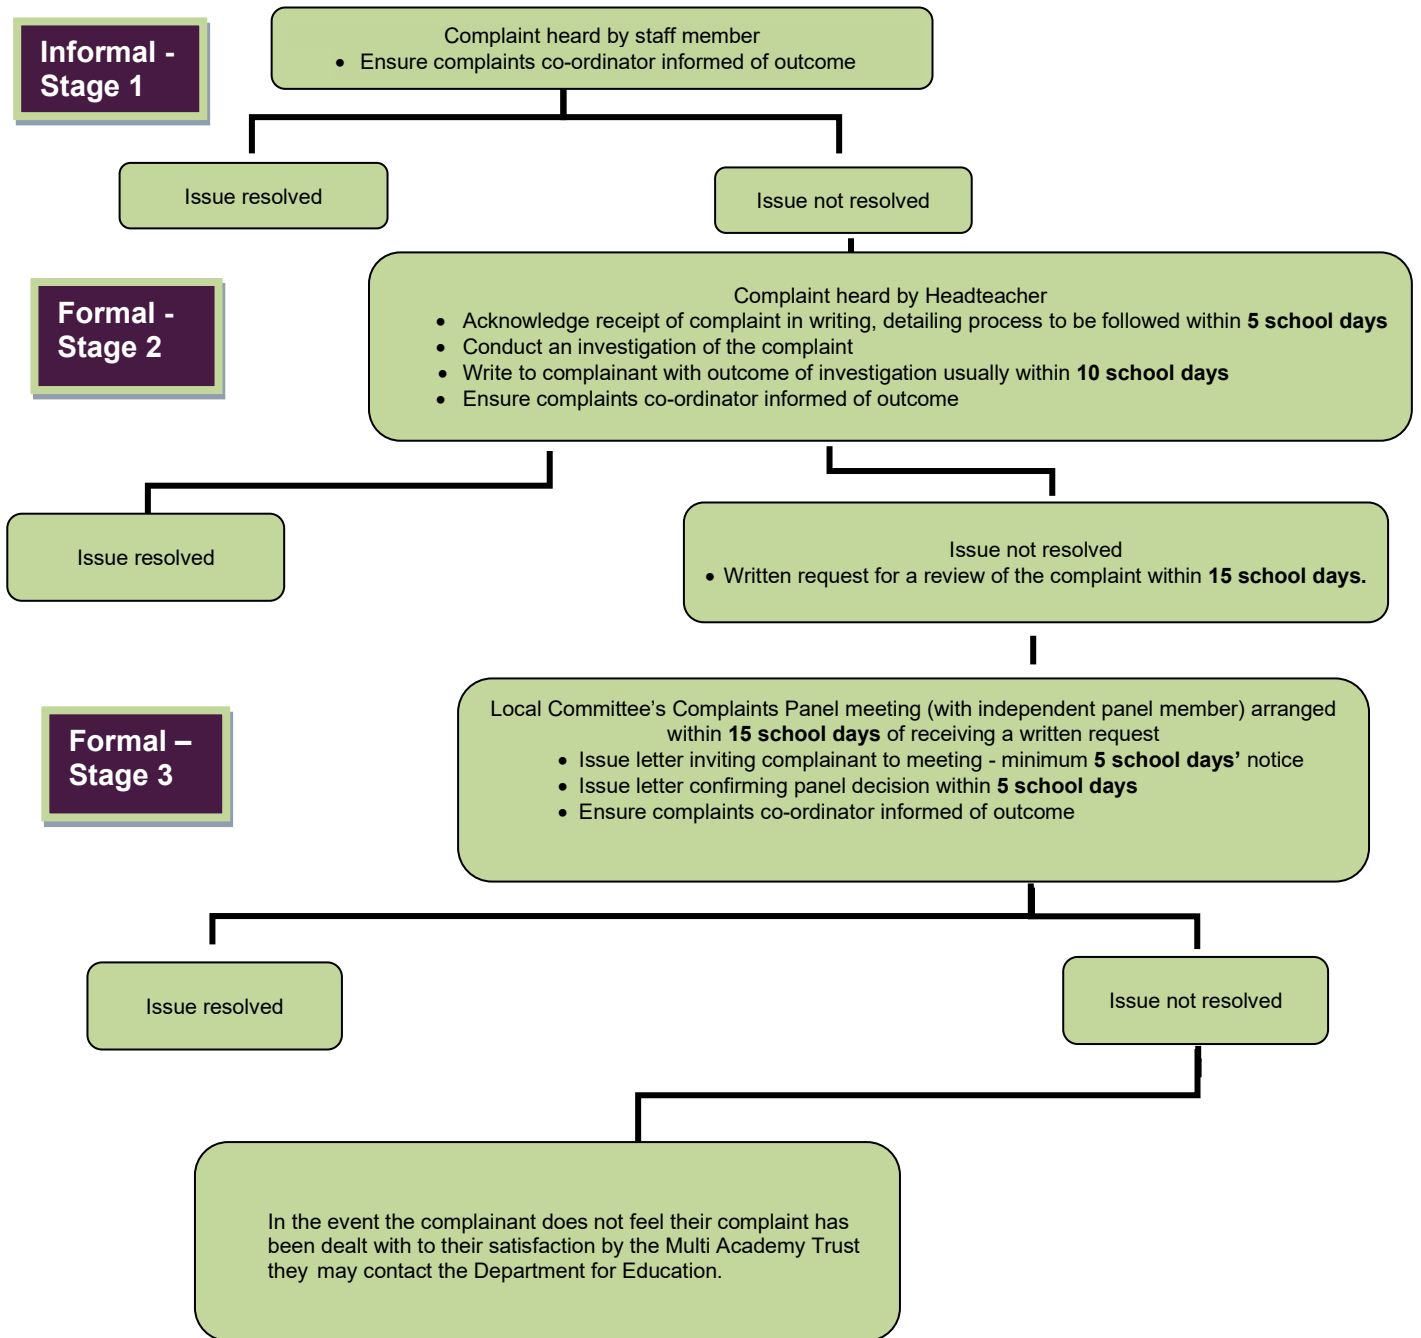 Informal -
Stage 1
Complaint heard by staff member
• Ensure complaints co-ordinator informed of outcome
Issue resolved
Issue not resolved
Formal -
Stage 2
Complaint heard by Headteacher
• Acknowledge receipt of complaint in writing, detailing process to be followed within 5 school days
• Conduct an investigation of the complaint
• Write to complainant with outcome of investigation usually within 10 school days
• Ensure complaints co-ordinator informed of outcome
Issue resolved
Issue not resolved
• Written request for a review of the complaint within 15 school days.
Formal –
Stage 3
Local Committee’s Complaints Panel meeting (with independent panel member) arranged
within 15 school days of receiving a written request
• Issue letter inviting complainant to meeting - minimum 5 school days’ notice
• Issue letter confirming panel decision within 5 school days
• Ensure complaints co-ordinator informed of outcome
Issue resolved
Issue not resolved
In the event the complainant does not feel their complaint has
been dealt with to their satisfaction by the Multi Academy Trust
they may contact the Department for Education.